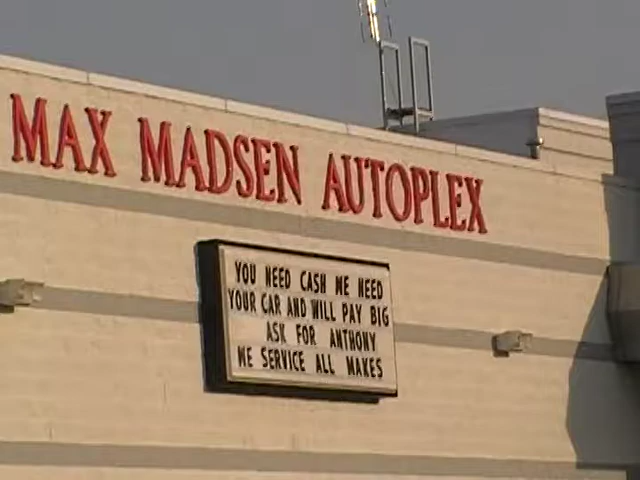 MAX MADSEN AUTOPLEX
YOU NEED CASH WE NEED
YOUR CAR AND WILL PAY BIG
ASK FOR ANTHONY
WE SERVICE ALL MAKES